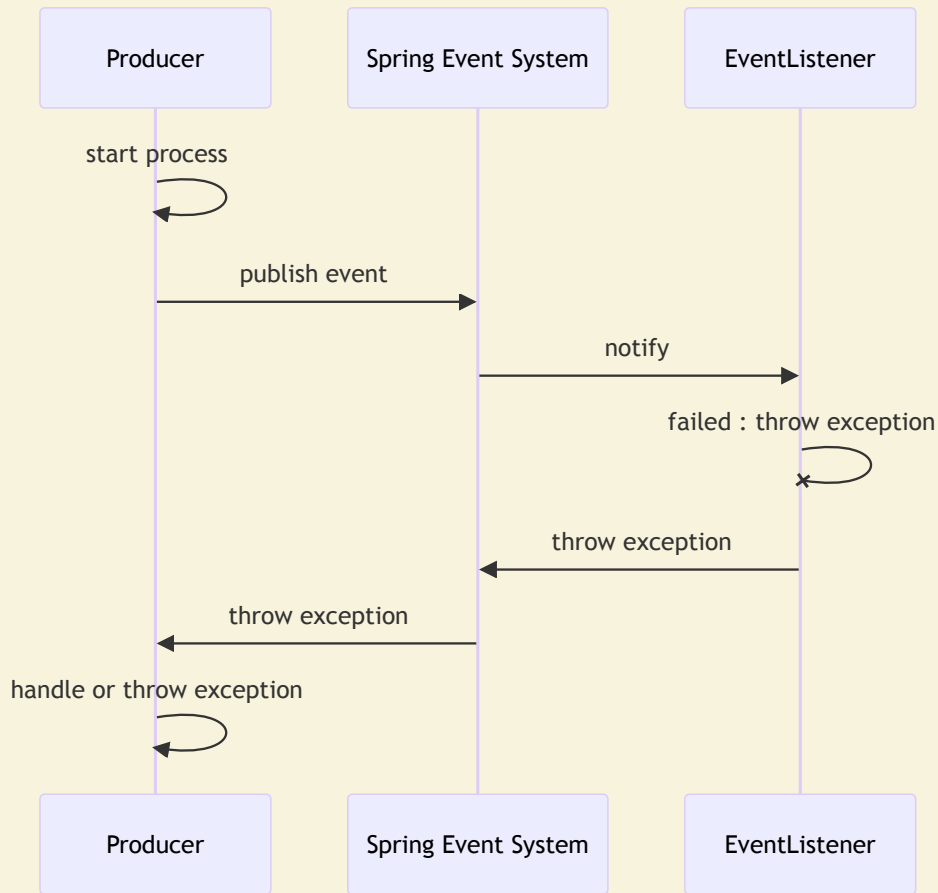 Producer
Spring Event System
EventListener
start process
publish event
notify
failed : throw exception
throw exception
throw exception
handle or throw exception
Producer
Spring Event System
EventListener